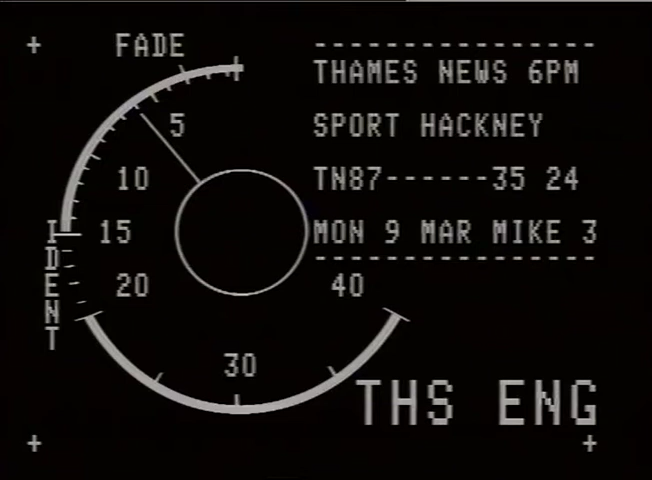 FADE
---------------
THAMES NEWS 6PM
SPORT HACKNEY
TN87------35 24
MON 9 MAR MIKE 3
---------------
5
10
15
20
30
40
IDENT
THS ENG